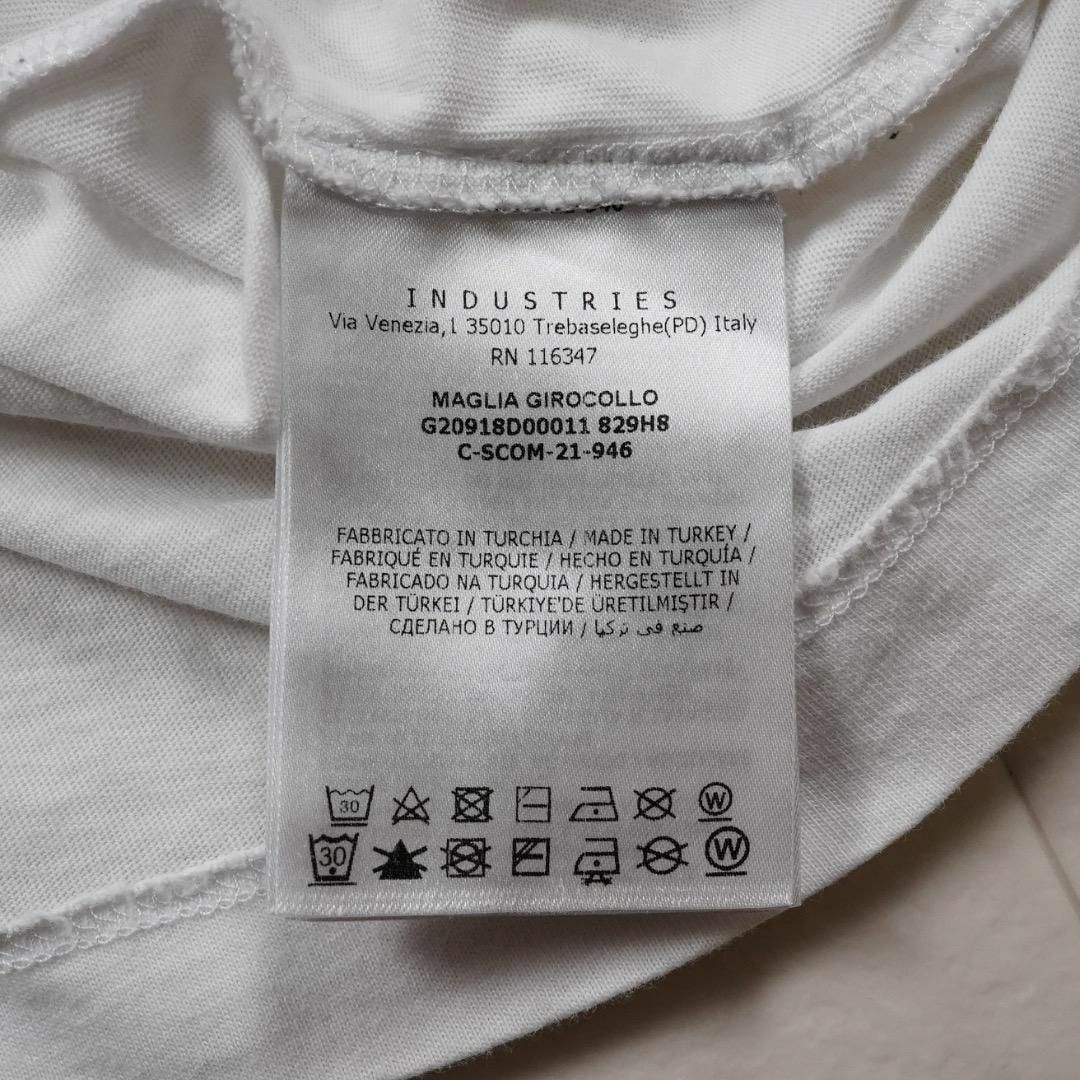 INDUSTRIES
Via Venezia,1 35010 Trebaseleghe(PD) Italy
RN 116347
MAGLIA GIROCOLLO
G20918D00011 829H8
C-SCOM-21-946
FABBRICATO IN TURCHIA / MADE IN TURKEY /
FABRIQUÉ EN TURQUIE / HECHO EN TURQUÍA /
FABRICADO NA TURQUIA / HERGESTELLT IN
DER TÜRKEI / TÜRKIYE'DE ÜRETILMIŞTIR /
СДЕЛАНО В ТУРЦИИ / صنع في تركيا
30 W
30 W